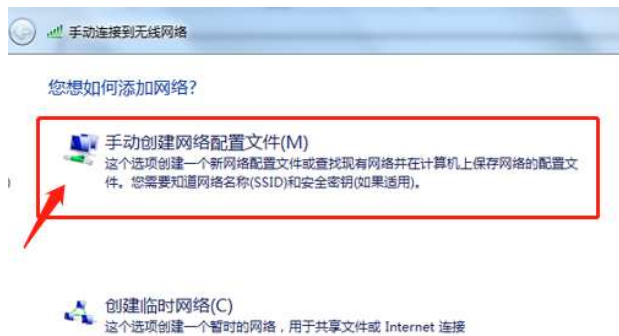 手动连接到无线网络
您想如何添加网络?
手动创建网络配置文件(M)
这个选项创建一个新网络配置文件或查找现有网络并在计算机上保存网络的配置文
件。您需要知道网络名称(SSID)和安全密钥(如果适用)。
创建临时网络(C)
这个选项创建一个暂时的网络，用于共享文件或 Internet 连接